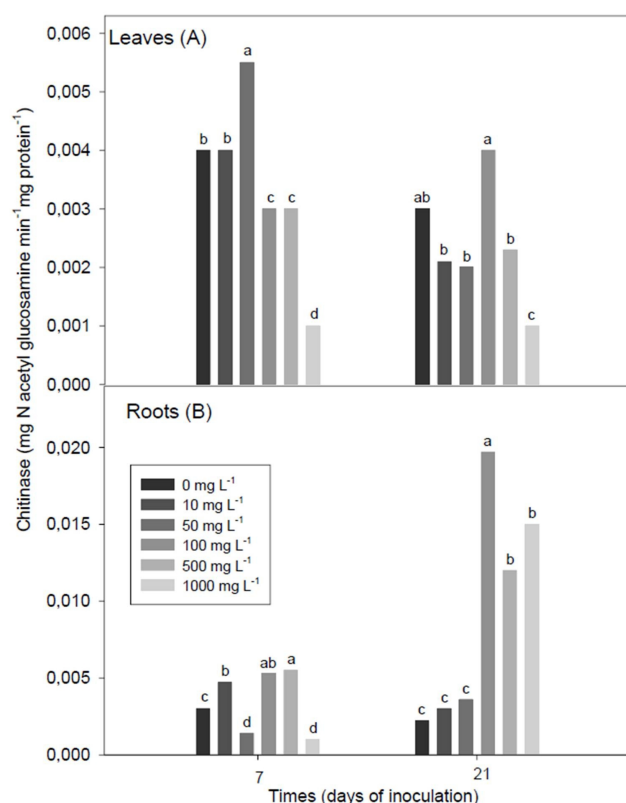 Chitinase (mg N acetyl glucosamine min⁻¹mg protein⁻¹)
Leaves (A)
0,006
0,005
0,004
0,003
0,002
0,001
0,000
b b a c c d
ab b b a b c
Roots (B)
0,020
0,015
0,010
0,005
0,000
0 mg L⁻¹
10 mg L⁻¹
50 mg L⁻¹
100 mg L⁻¹
500 mg L⁻¹
1000 mg L⁻¹
c b d ab a d
c c c a b b
7 21
Times (days of inoculation)